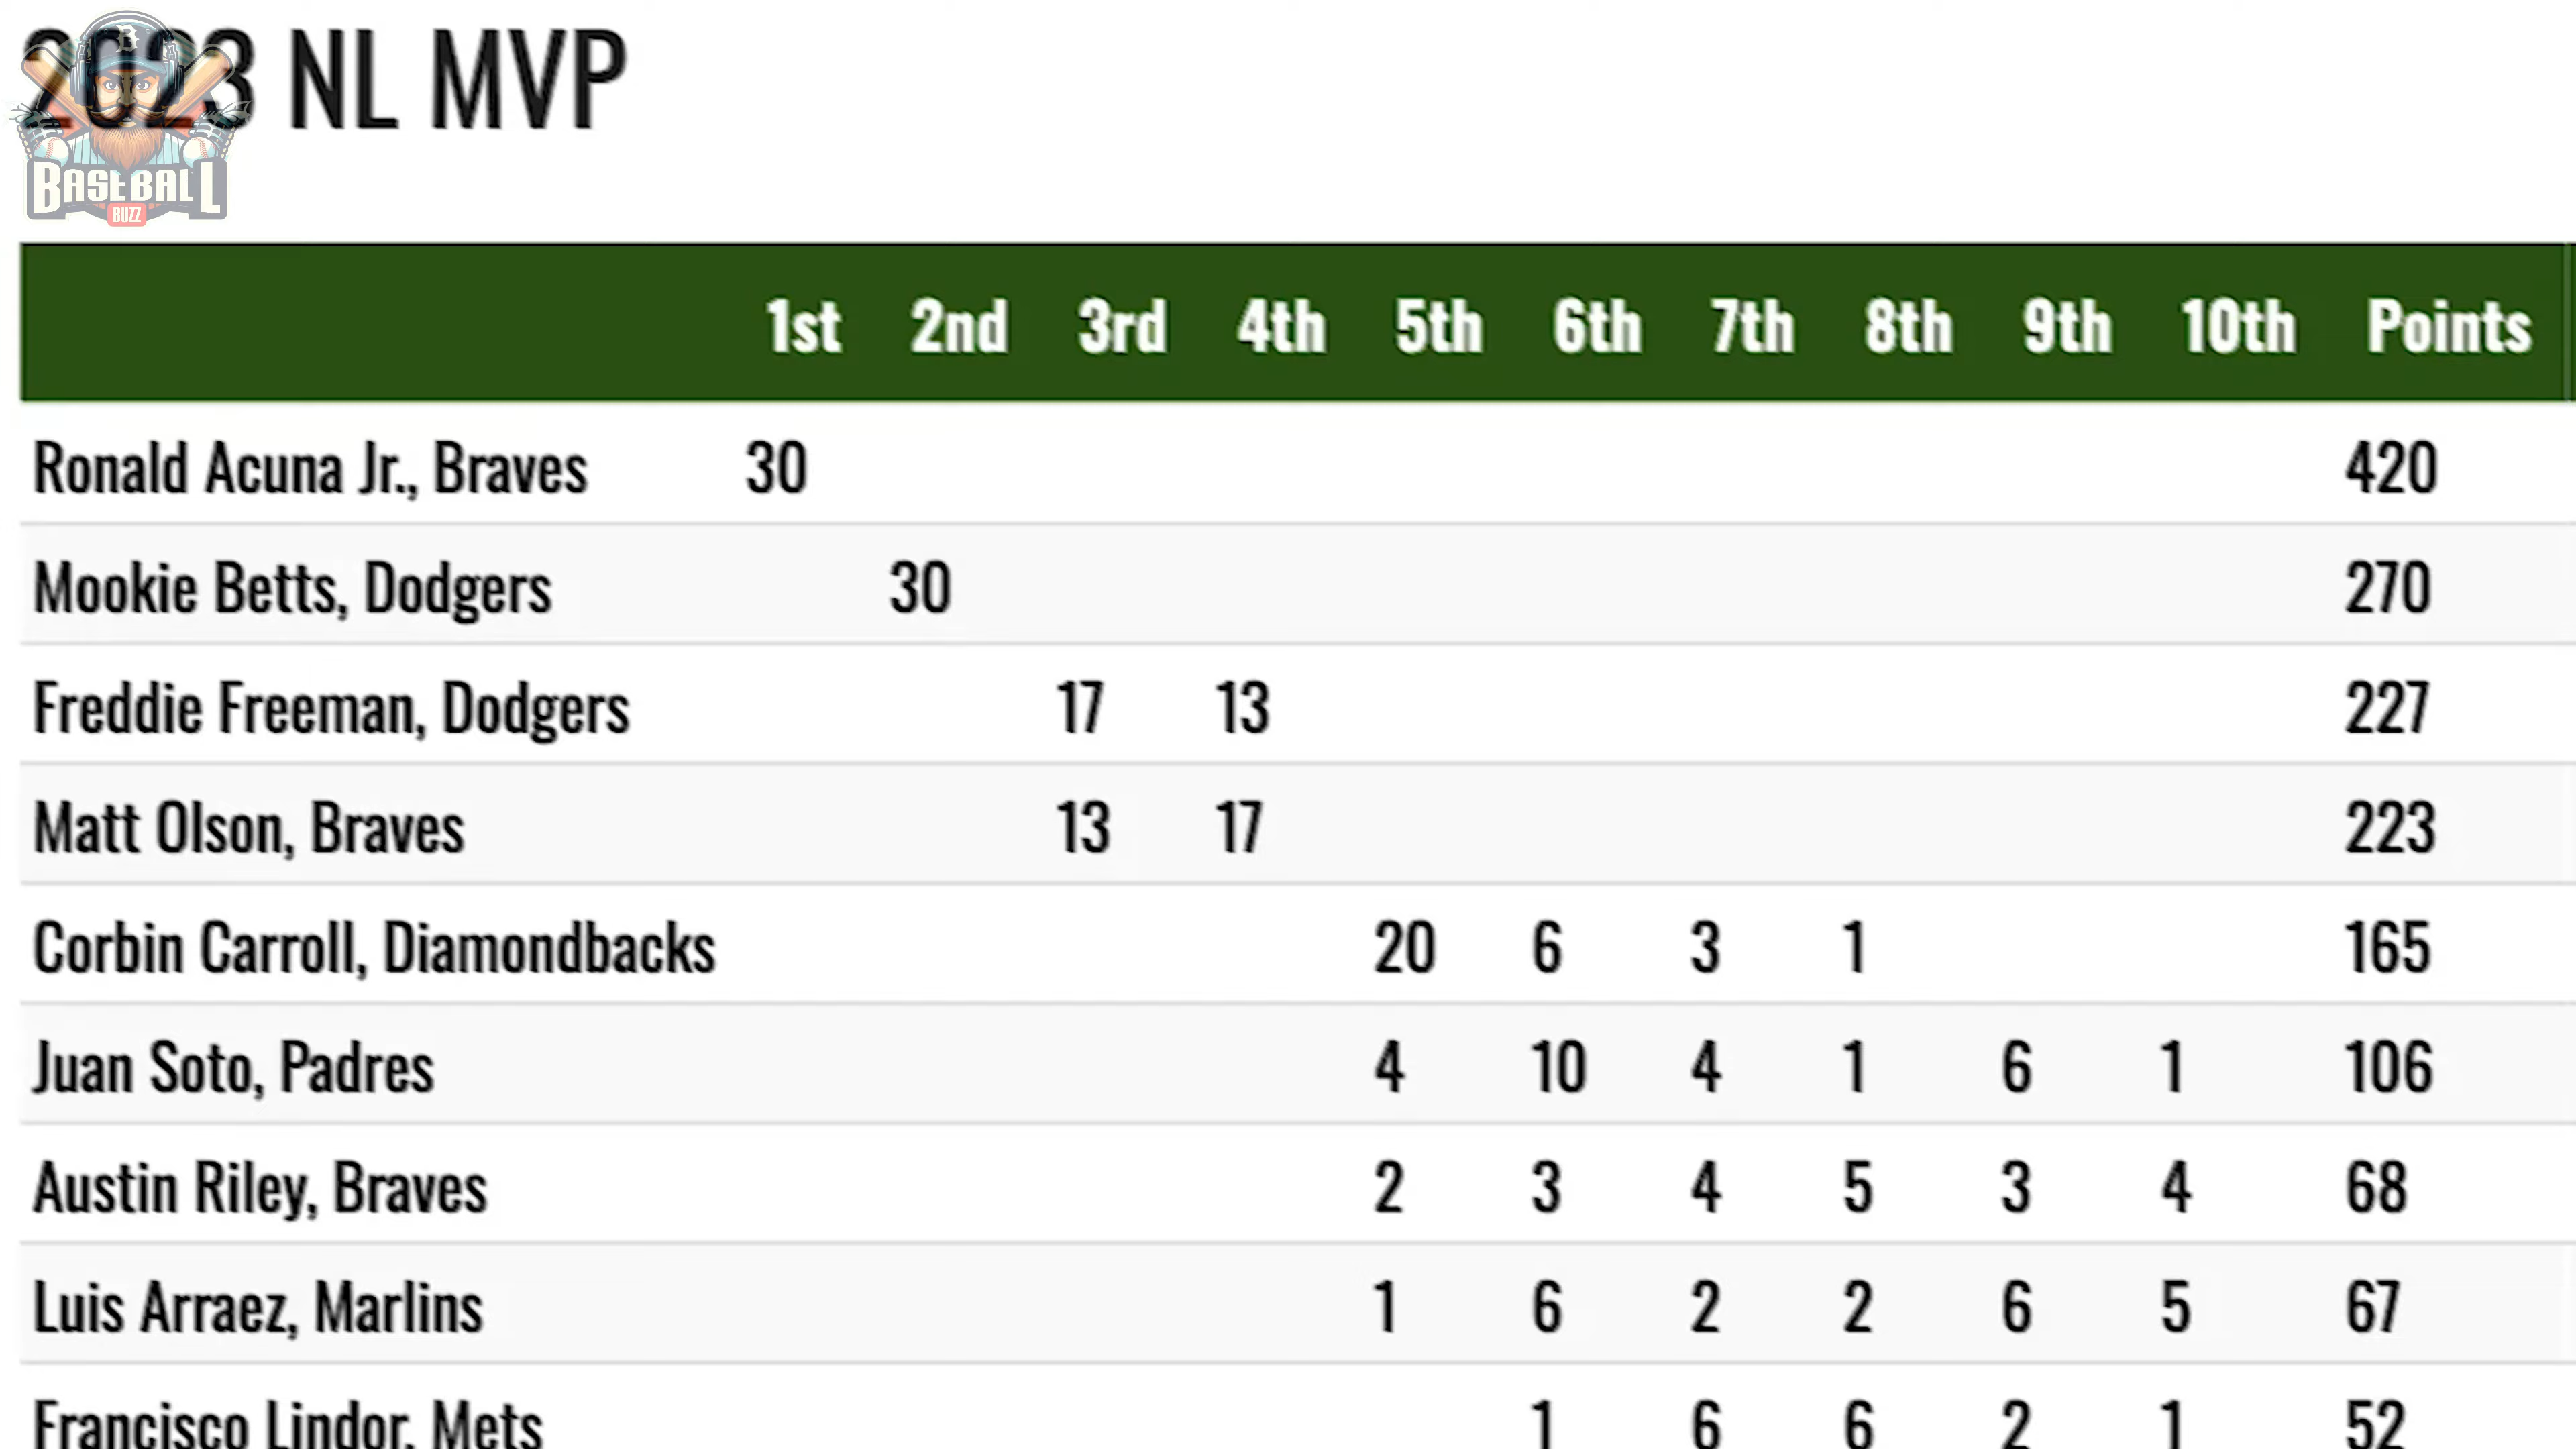 2023 NL MVP
BASEBALL
BUZZ
1st 2nd 3rd 4th 5th 6th 7th 8th 9th 10th Points
Ronald Acuna Jr., Braves 30 420
Mookie Betts, Dodgers 30 270
Freddie Freeman, Dodgers 17 13 227
Matt Olson, Braves 13 17 223
Corbin Carroll, Diamondbacks 20 6 3 1 165
Juan Soto, Padres 4 10 4 1 6 1 106
Austin Riley, Braves 2 3 4 5 3 4 68
Luis Arraez, Marlins 1 6 2 2 6 5 67
Francisco Lindor, Mets 1 6 6 2 1 52